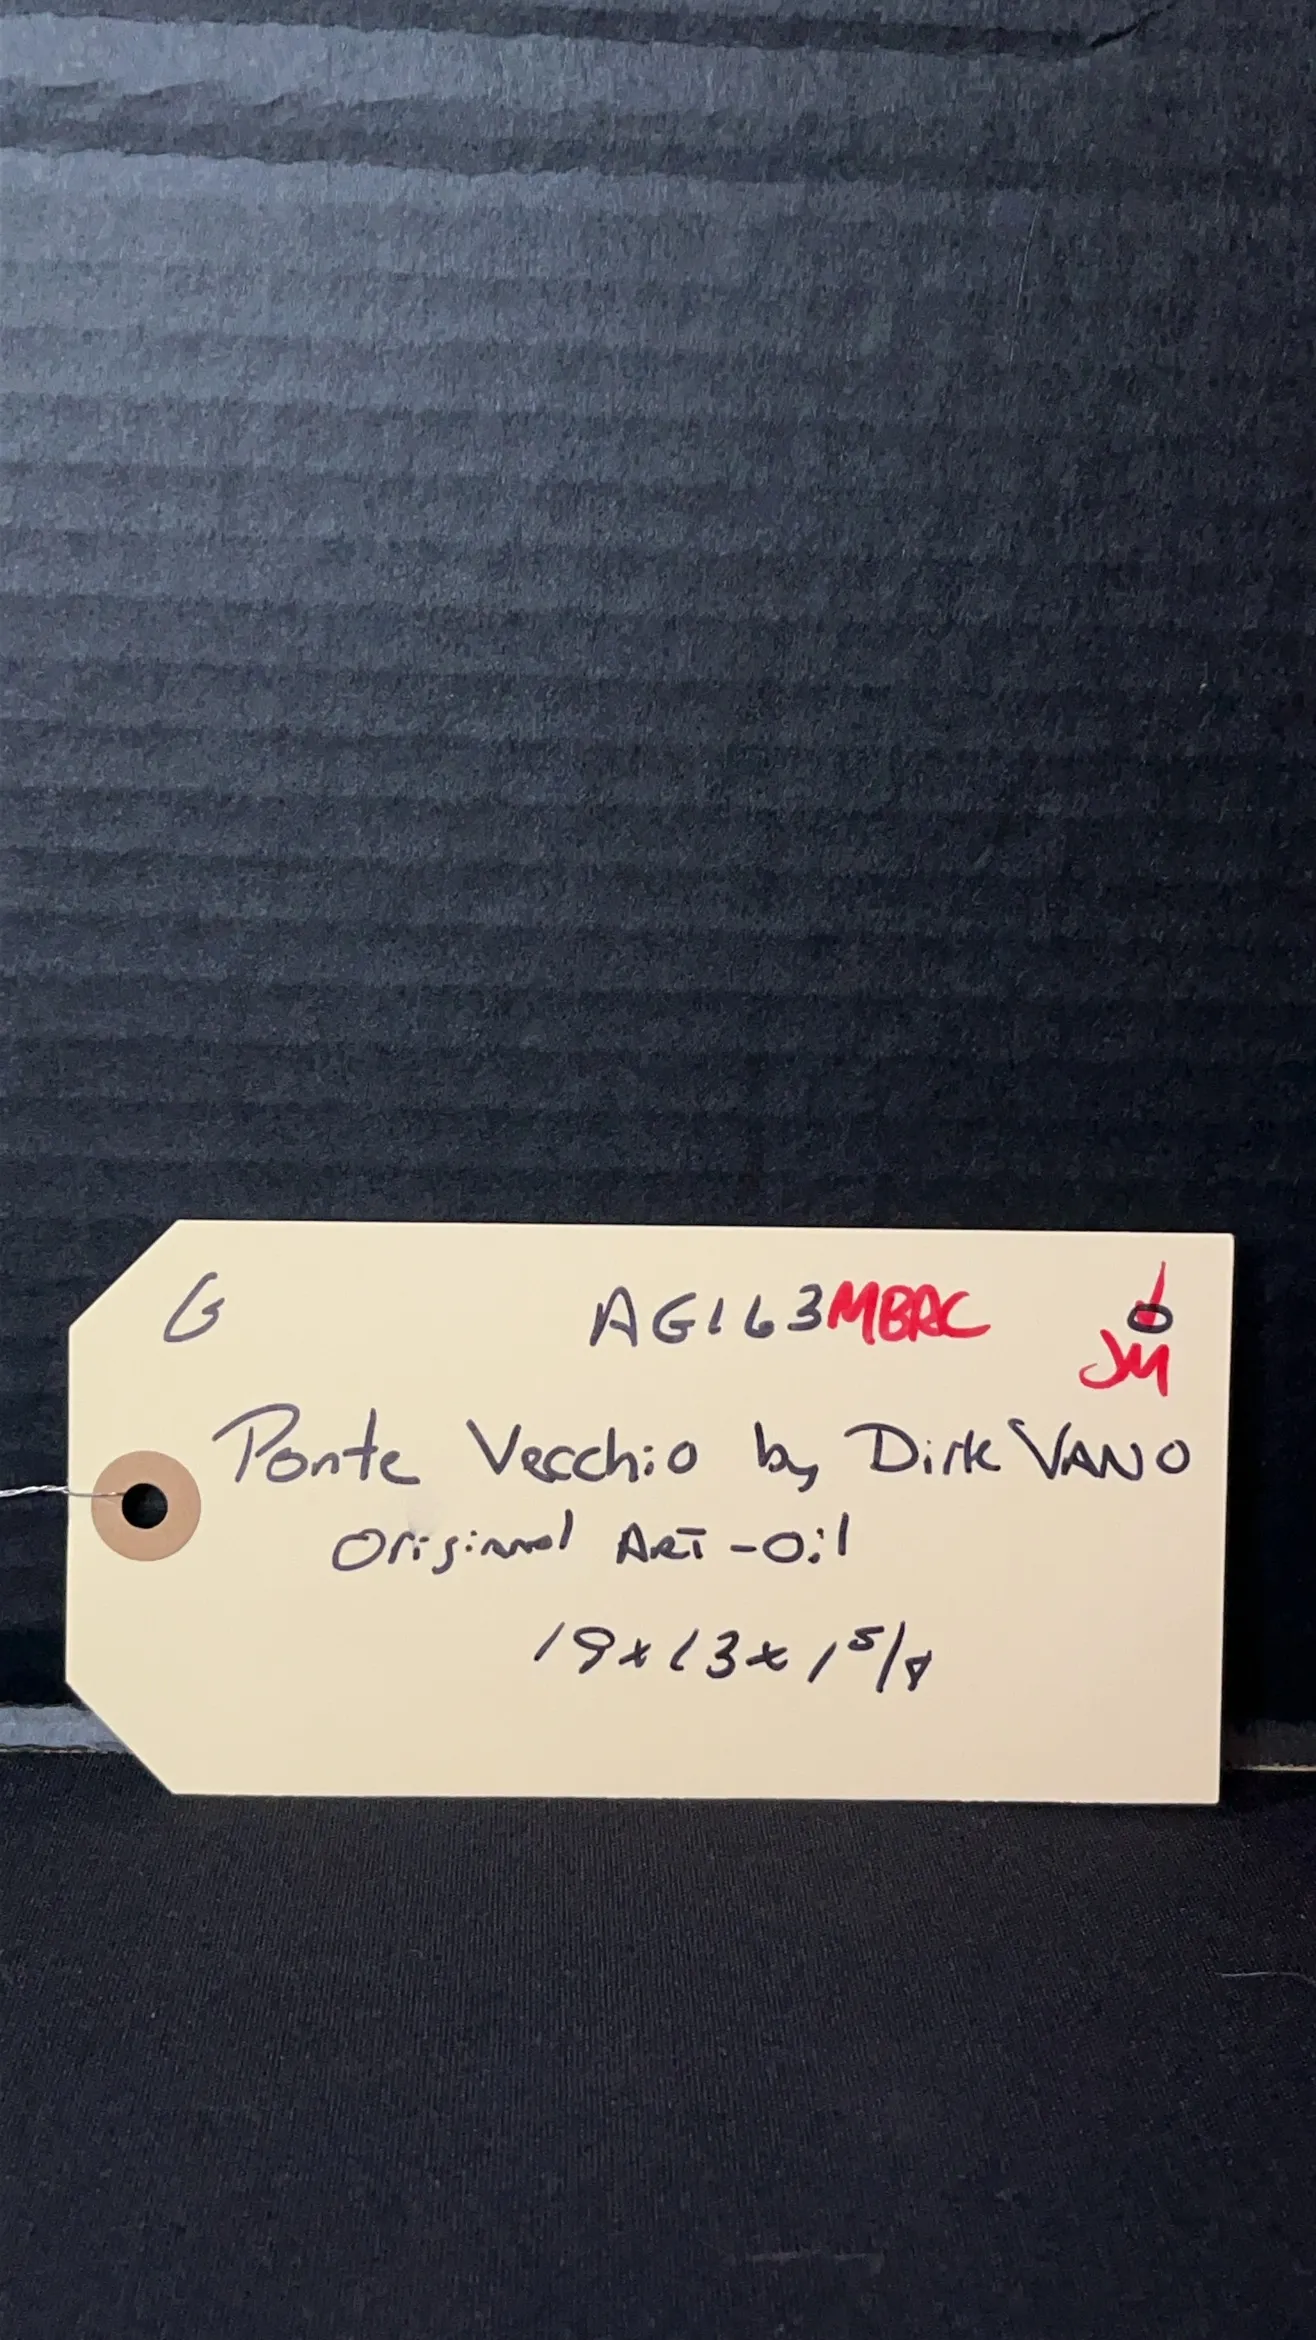 G AG163MBRC O
JM
Ponte Vecchio by Dirk VANO
Original ART - Oil
19x13x1 5/8